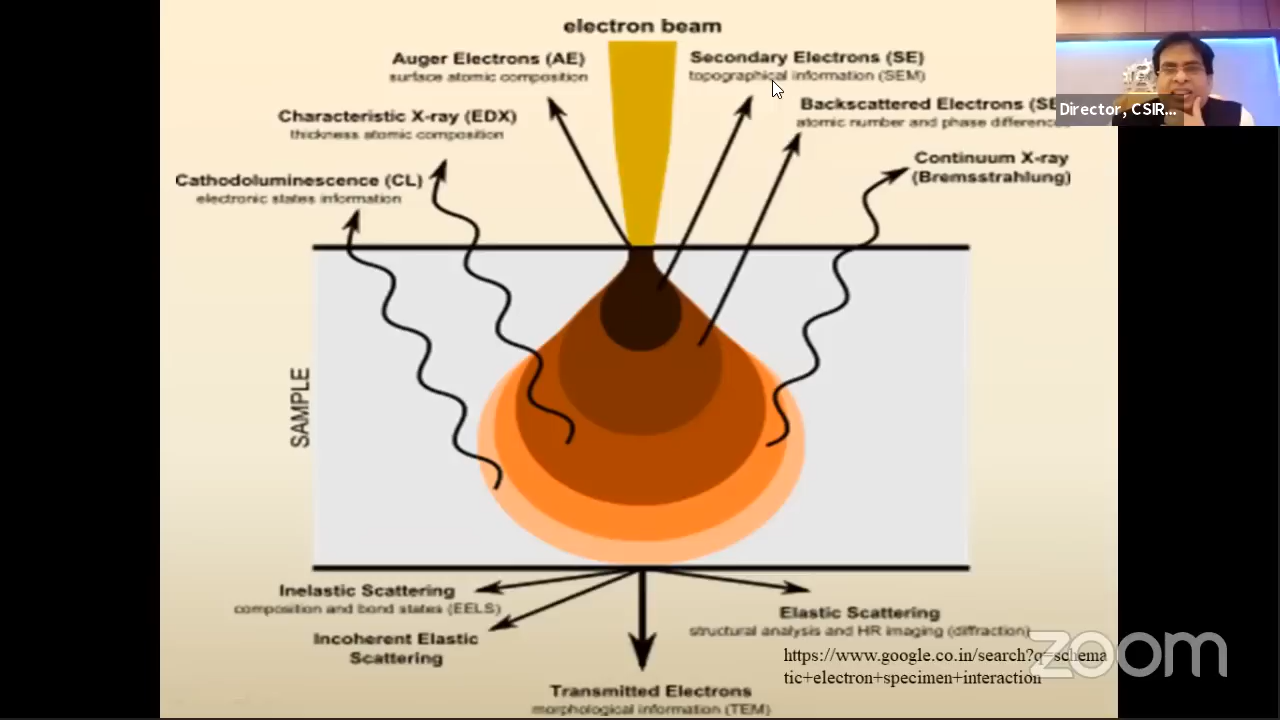 electron beam
Auger Electrons (AE)
surface atomic composition
Secondary Electrons (SE)
topographical information (SEM)
Characteristic X-ray (EDX)
thickness atomic composition
Backscattered Electrons
atomic number and phase differences
Director, CSIR...
Cathodoluminescence (CL)
electronic states information
Continuum X-ray
(Bremsstrahlung)
SAMPLE
Inelastic Scattering
composition and bond states (EELS)
Incoherent Elastic
Scattering
Elastic Scattering
structural analysis and HR imaging (diffraction)
https://www.google.co.in/search?q=schema
tic+electron+specimen+interaction
Transmitted Electrons
morphological information (TEM)
zoom